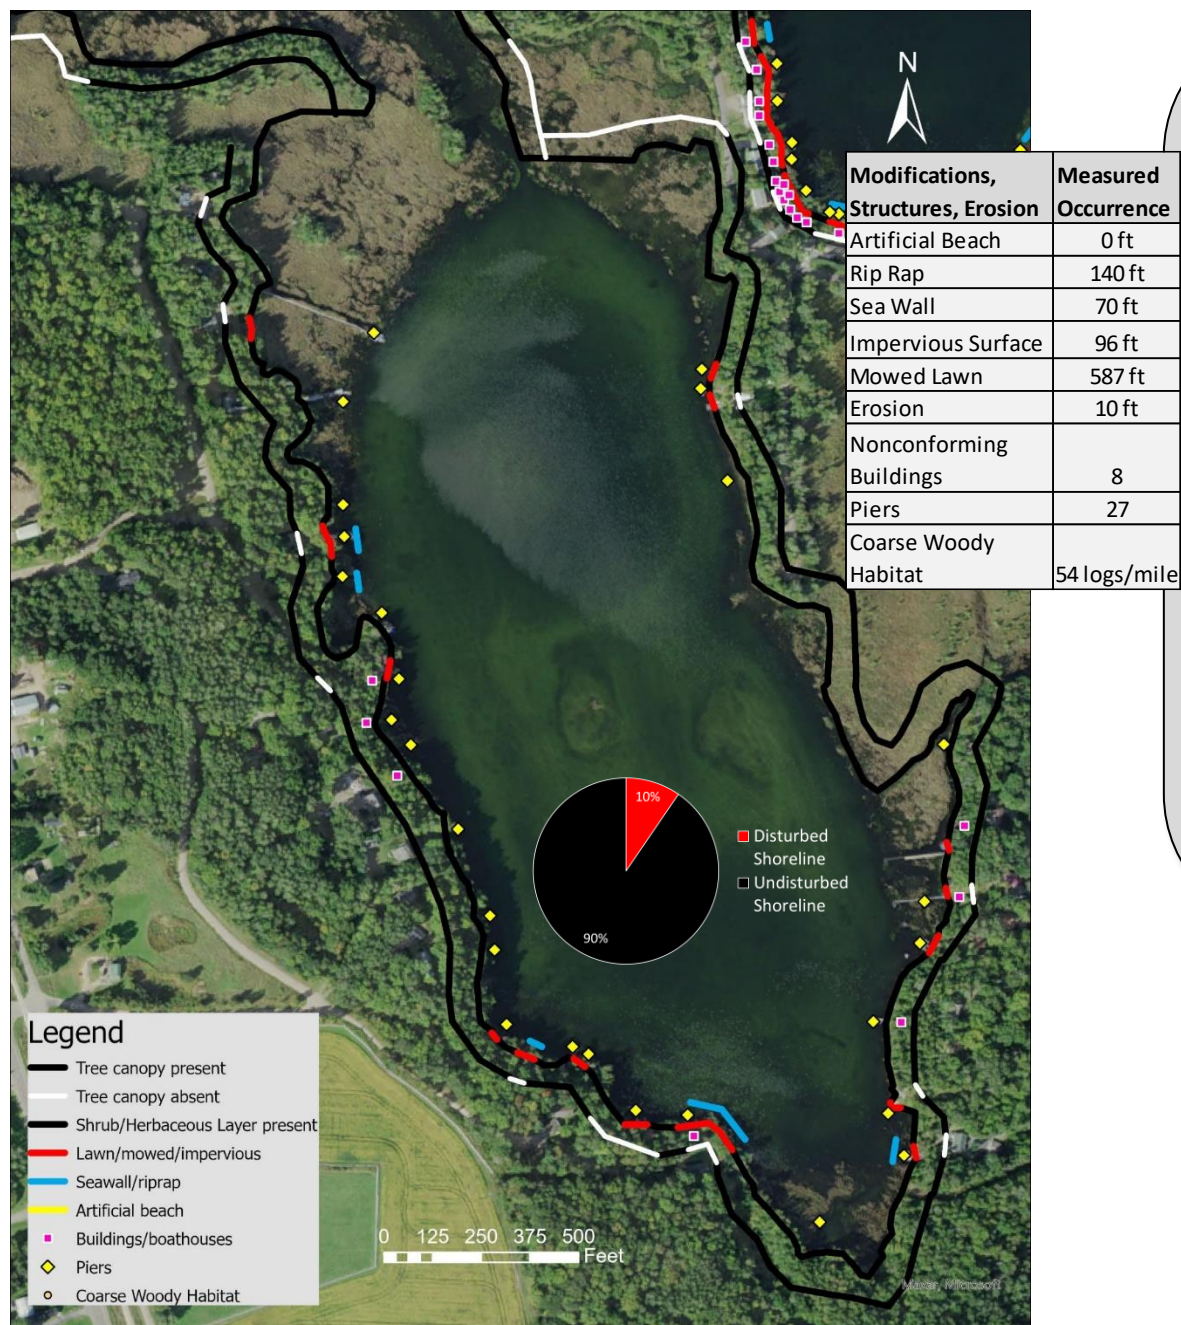 N
Modifications, Structures, Erosion Measured Occurrence
Artificial Beach 0 ft
Rip Rap 140 ft
Sea Wall 70 ft
Impervious Surface 96 ft
Mowed Lawn 587 ft
Erosion 10 ft
Nonconforming Buildings 8
Piers 27
Coarse Woody Habitat 54 logs/mile
10%
90%
Disturbed
Shoreline
Undisturbed
Shoreline
Legend
Tree canopy present
Tree canopy absent
Shrub/Herbaceous Layer present
Lawn/mowed/impervious
Seawall/riprap
Artificial beach
Buildings/boathouses
Piers
Coarse Woody Habitat
0 125 250 375 500
Feet
Maxar, Microsoft